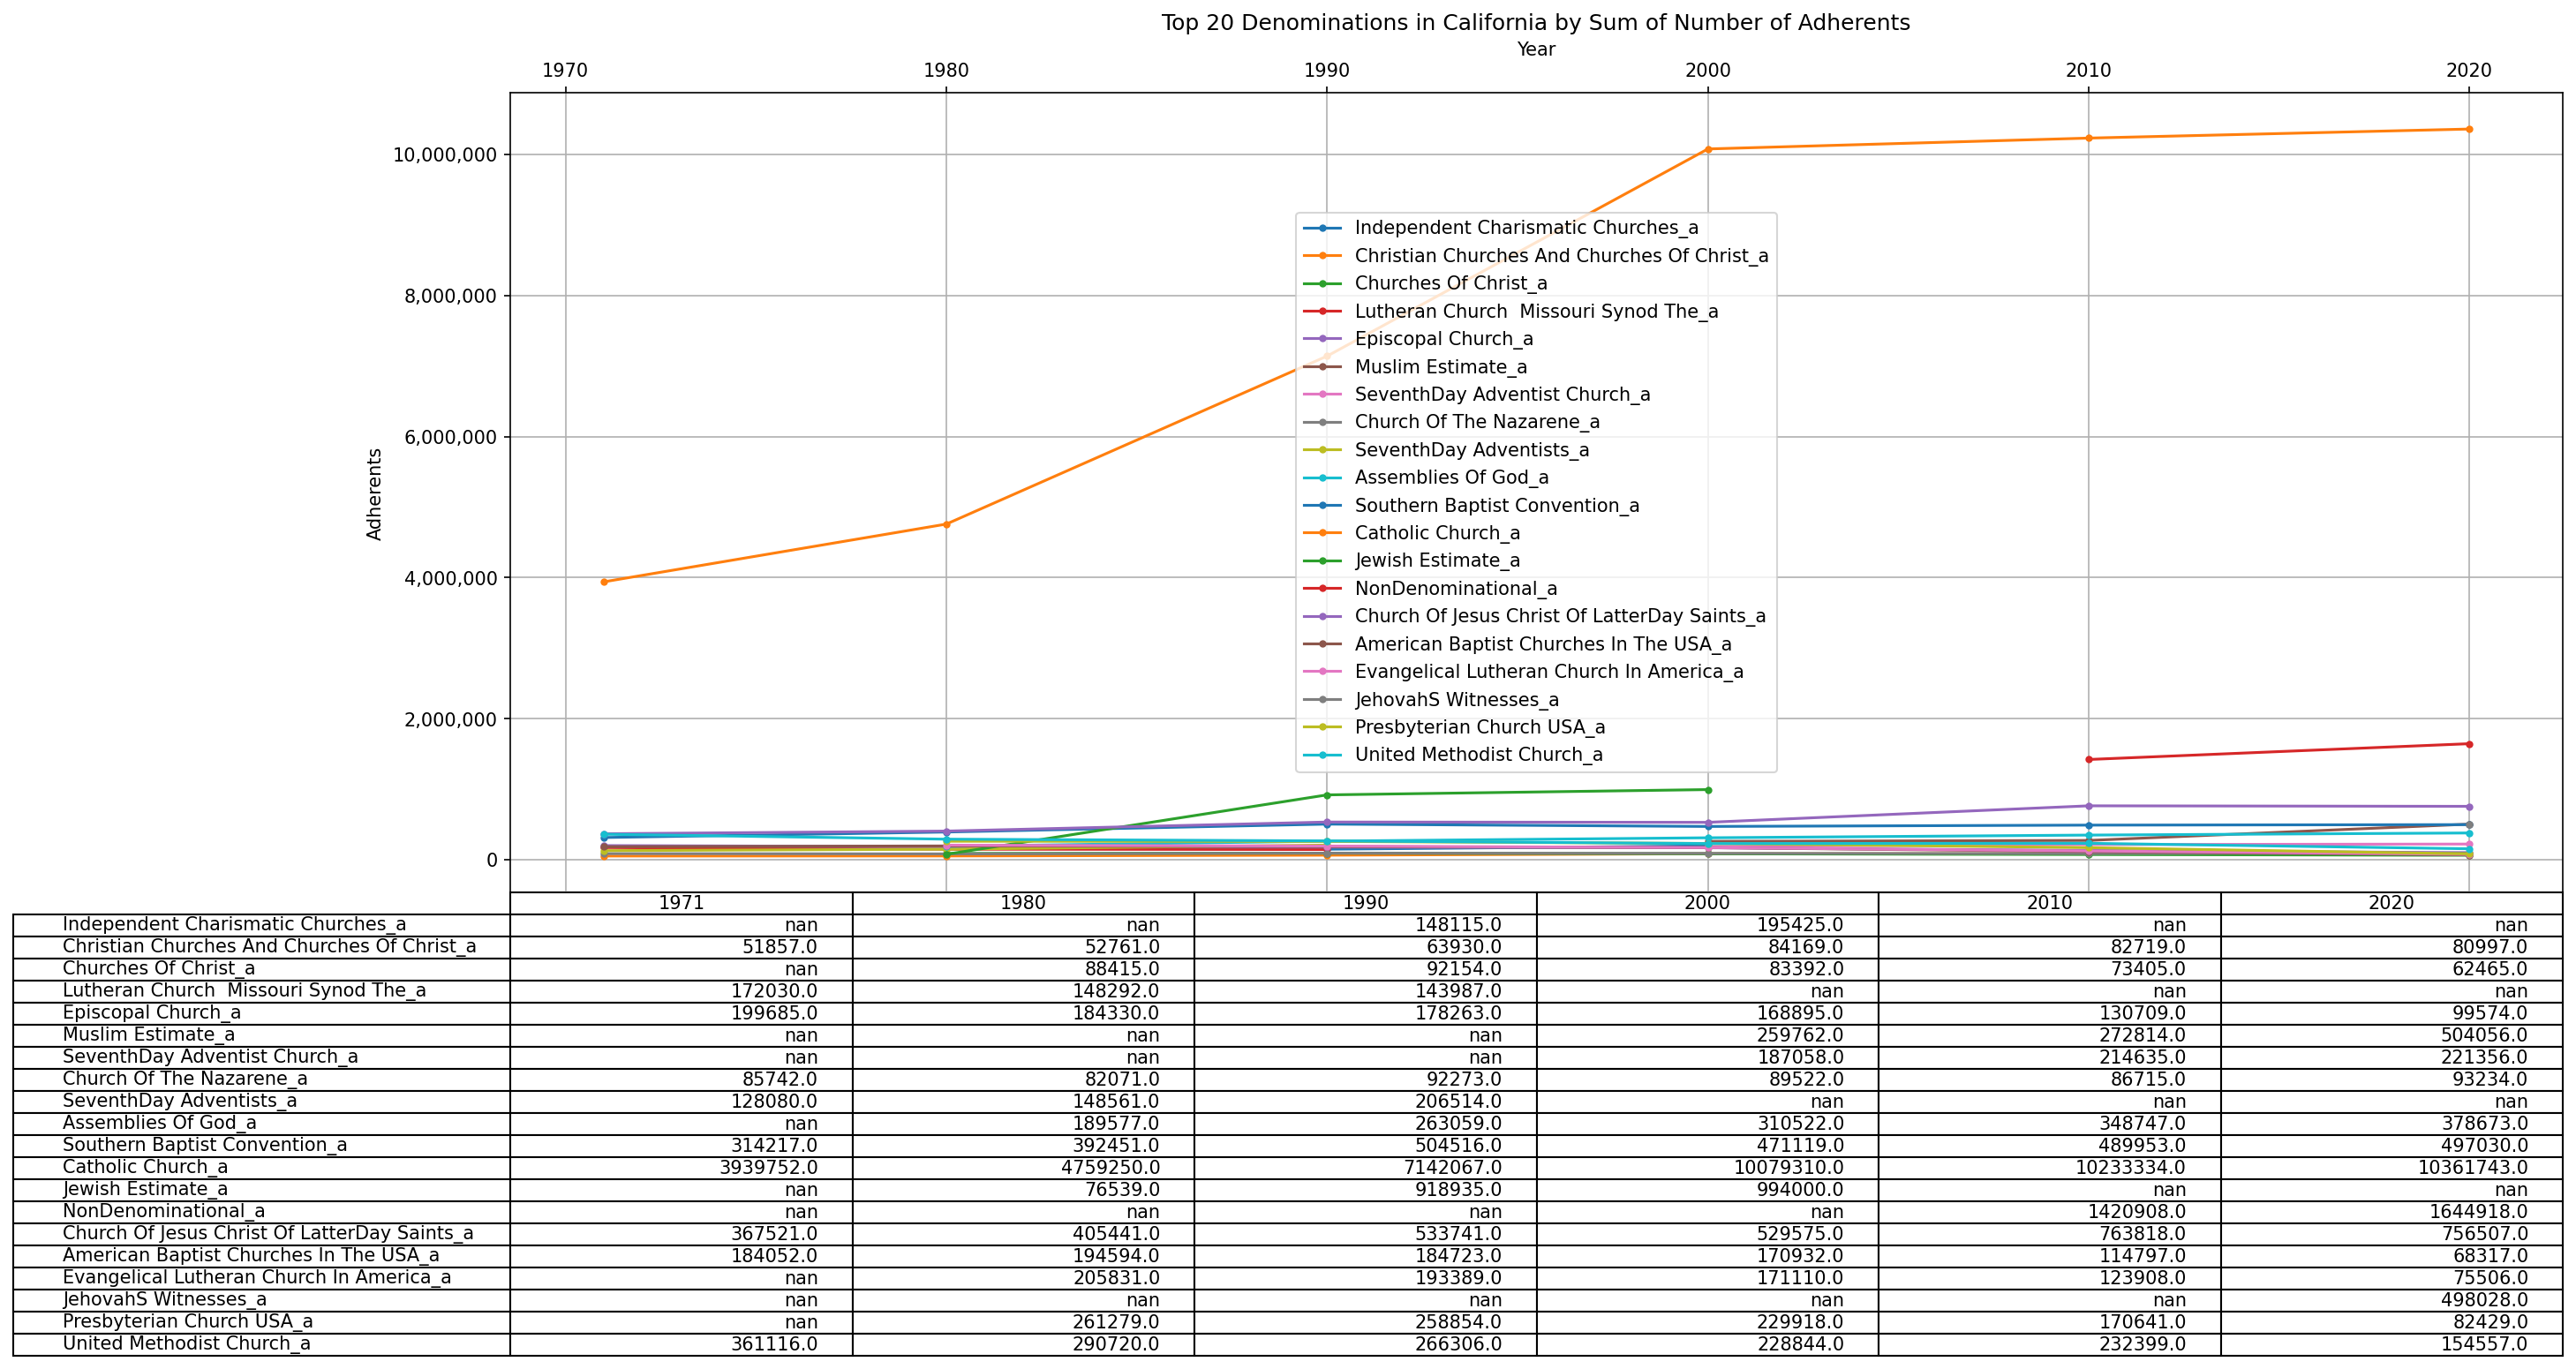 Top 20 Denominations in California by Sum of Number of Adherents
Year
1970 1980 1990 2000 2010 2020
10,000,000
8,000,000
6,000,000
4,000,000
2,000,000
0
Adherents
Independent Charismatic Churches_a
Christian Churches And Churches Of Christ_a
Churches Of Christ_a
Lutheran Church  Missouri Synod The_a
Episcopal Church_a
Muslim Estimate_a
SeventhDay Adventist Church_a
Church Of The Nazarene_a
SeventhDay Adventists_a
Assemblies Of God_a
Southern Baptist Convention_a
Catholic Church_a
Jewish Estimate_a
NonDenominational_a
Church Of Jesus Christ Of LatterDay Saints_a
American Baptist Churches In The USA_a
Evangelical Lutheran Church In America_a
JehovahS Witnesses_a
Presbyterian Church USA_a
United Methodist Church_a
1971 1980 1990 2000 2010 2020
Independent Charismatic Churches_a nan nan 148115.0 195425.0 nan nan
Christian Churches And Churches Of Christ_a 51857.0 52761.0 63930.0 84169.0 82719.0 80997.0
Churches Of Christ_a nan 88415.0 92154.0 83392.0 73405.0 62465.0
Lutheran Church  Missouri Synod The_a 172030.0 148292.0 143987.0 nan nan nan
Episcopal Church_a 199685.0 184330.0 178263.0 168895.0 130709.0 99574.0
Muslim Estimate_a nan nan nan 259762.0 272814.0 504056.0
SeventhDay Adventist Church_a nan nan nan 187058.0 214635.0 221356.0
Church Of The Nazarene_a 85742.0 82071.0 92273.0 89522.0 86715.0 93234.0
SeventhDay Adventists_a 128080.0 148561.0 206514.0 nan nan nan
Assemblies Of God_a nan 189577.0 263059.0 310522.0 348747.0 378673.0
Southern Baptist Convention_a 314217.0 392451.0 504516.0 471119.0 489953.0 497030.0
Catholic Church_a 3939752.0 4759250.0 7142067.0 10079310.0 10233334.0 10361743.0
Jewish Estimate_a nan 76539.0 918935.0 994000.0 nan nan
NonDenominational_a nan nan nan nan 1420908.0 1644918.0
Church Of Jesus Christ Of LatterDay Saints_a 367521.0 405441.0 533741.0 529575.0 763818.0 756507.0
American Baptist Churches In The USA_a 184052.0 194594.0 184723.0 170932.0 114797.0 68317.0
Evangelical Lutheran Church In America_a nan 205831.0 193389.0 171110.0 123908.0 75506.0
JehovahS Witnesses_a nan nan nan nan nan 498028.0
Presbyterian Church USA_a nan 261279.0 258854.0 229918.0 170641.0 82429.0
United Methodist Church_a 361116.0 290720.0 266306.0 228844.0 232399.0 154557.0